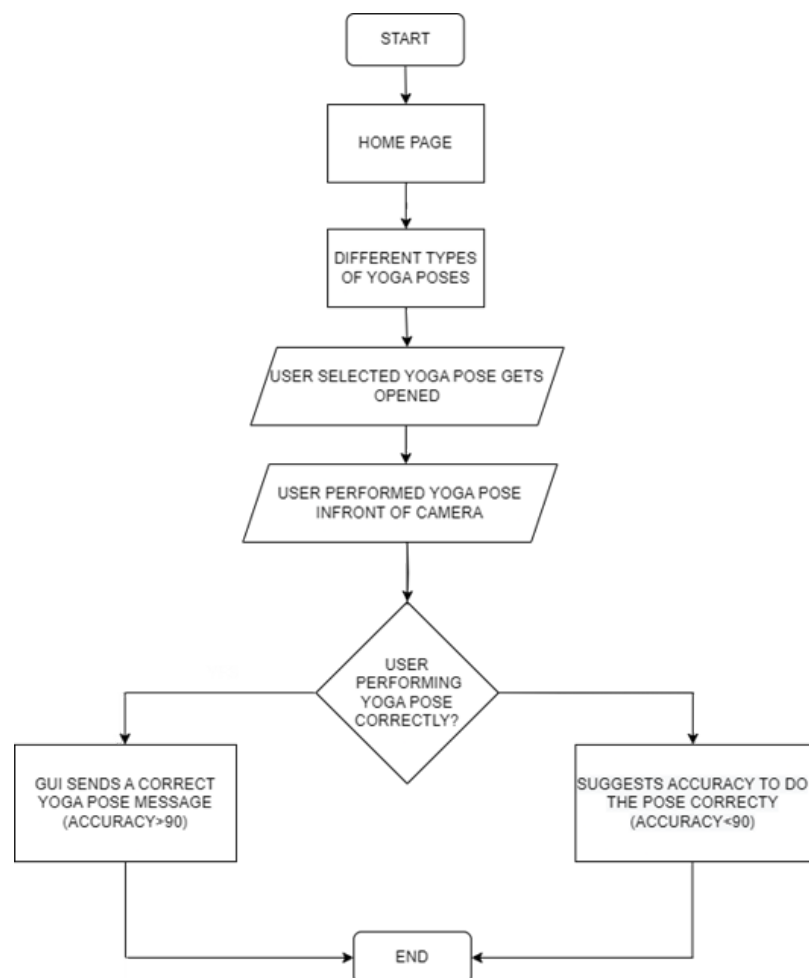 START
HOME PAGE
DIFFERENT TYPES
OF YOGA POSES
USER SELECTED YOGA POSE GETS
OPENED
USER PERFORMED YOGA POSE
INFRONT OF CAMERA
USER
PERFORMING
YOGA POSE
CORRECTLY?
GUI SENDS A CORRECT
YOGA POSE MESSAGE
(ACCURACY>90)
SUGGESTS ACCURACY TO DO
THE POSE CORRECTY
(ACCURACY<90)
END